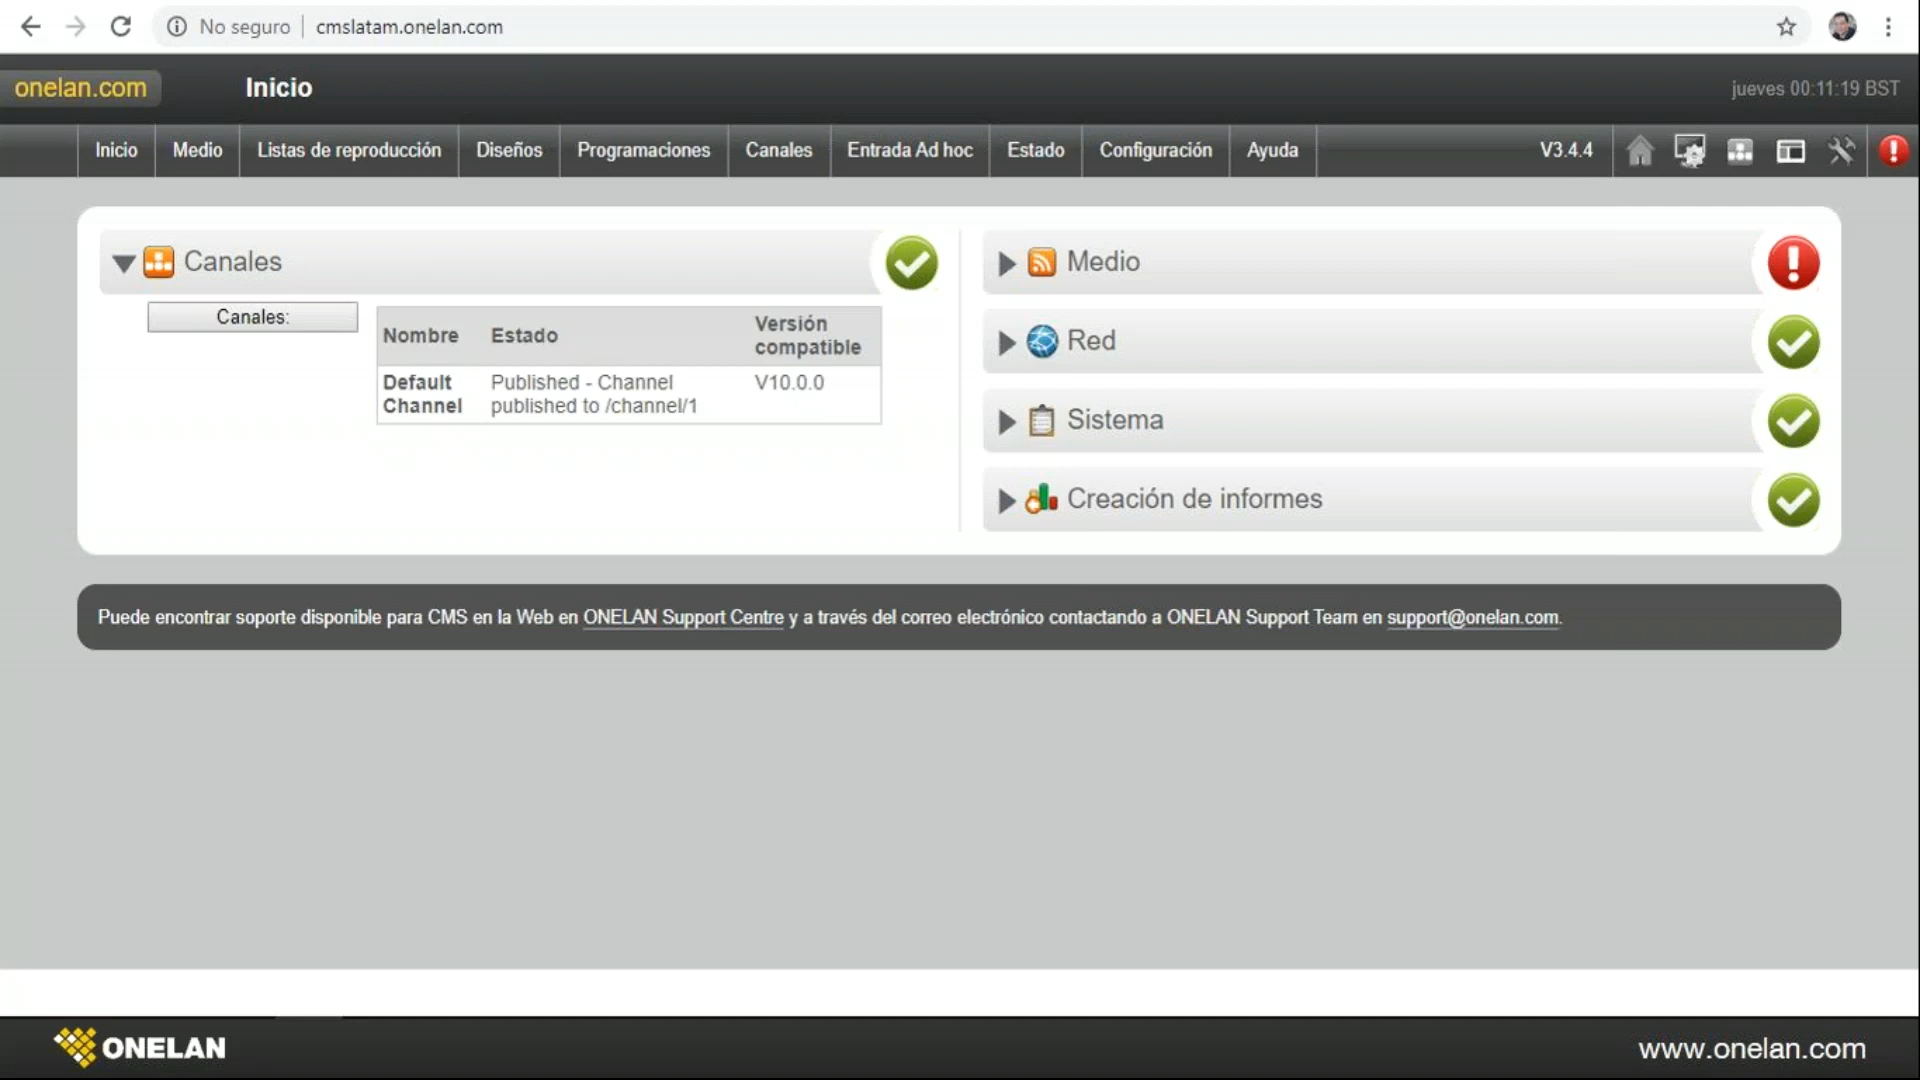 No seguro | cmslatam.onelan.com
onelan.com
Inicio
jueves 00:11:19 BST
Inicio Medio Listas de reproducción Diseños Programaciones Canales Entrada Ad hoc Estado Configuración Ayuda V3.4.4
Canales
Canales:
Nombre Estado Versión compatible
Default Channel Published - Channel published to /channel/1 V10.0.0
Medio
Red
Sistema
Creación de informes
Puede encontrar soporte disponible para CMS en la Web en ONELAN Support Centre y a través del correo electrónico contactando a ONELAN Support Team en support@onelan.com.
ONELAN
www.onelan.com